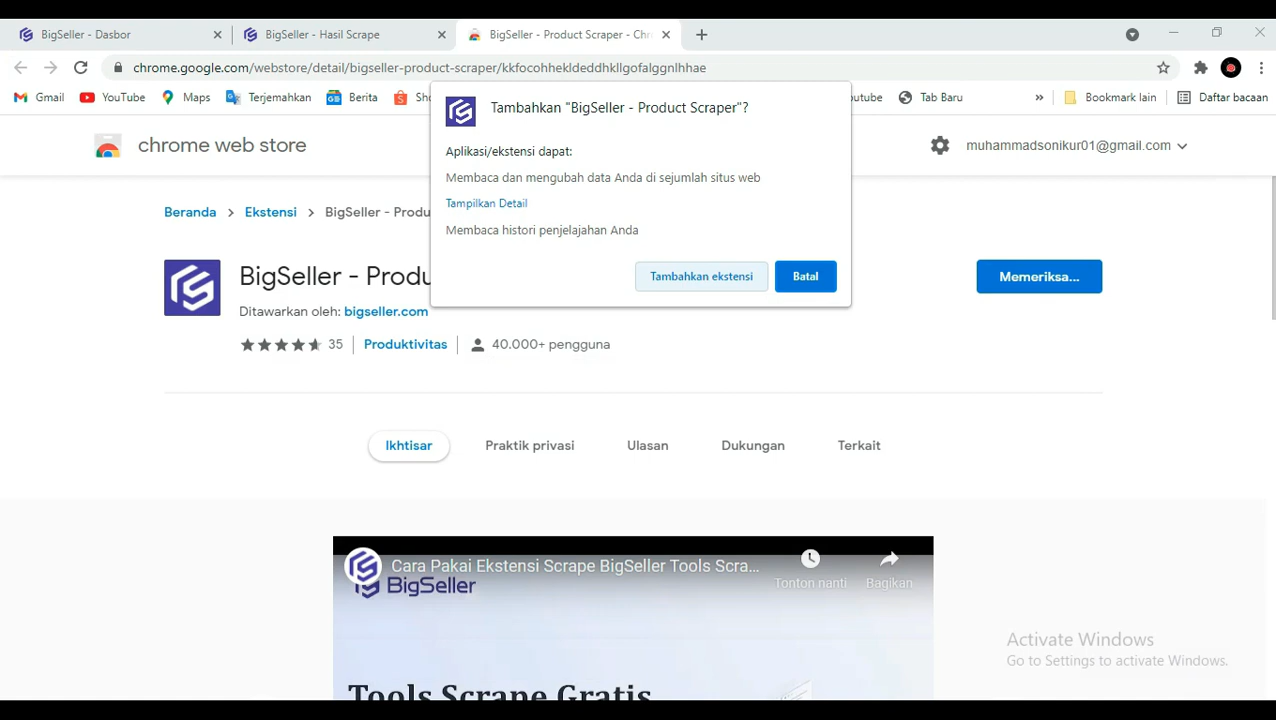 BigSeller - Dasbor
BigSeller - Hasil Scrape
BigSeller - Product Scraper - Chr
chrome.google.com/webstore/detail/bigseller-product-scraper/kkfocohhekldeddhkllgofalggnlhhae
Gmail
YouTube
Maps
Terjemahkan
Berita
Sh
outube
Tab Baru
»
Bookmark lain
Daftar bacaan
chrome web store
muhammadsonikur01@gmail.com
Tambahkan "BigSeller - Product Scraper"?
Aplikasi/ekstensi dapat:
Membaca dan mengubah data Anda di sejumlah situs web
Tampilkan Detail
Membaca histori penjelajahan Anda
Tambahkan ekstensi
Batal
Beranda > Ekstensi > BigSeller - Produ
BigSeller - Produ
Memeriksa...
Ditawarkan oleh: bigseller.com
35
Produktivitas
40.000+ pengguna
Ikhtisar
Praktik privasi
Ulasan
Dukungan
Terkait
Cara Pakai Ekstensi Scrape BigSeller Tools Scra...
BigSeller
Tonton nanti
Bagikan
Tools Scrape Gratis
Activate Windows
Go to Settings to activate Windows.